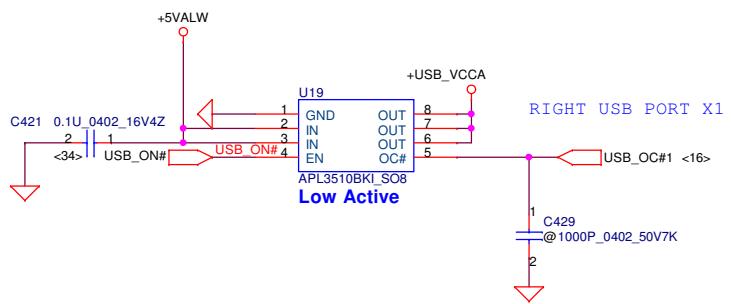 +5VALW
U19
+USB_VCCA
RIGHT USB PORT X1
C421 0.1U_0402_16V4Z
1 GND OUT 8
2 IN OUT 7
3 IN OUT 6
4 EN OC# 5
2 1
<34> USB_ON# USB_ON#
USB_OC#1 <16>
APL3510BKI_SO8
Low Active
1
C429
@1000P_0402_50V7K
2